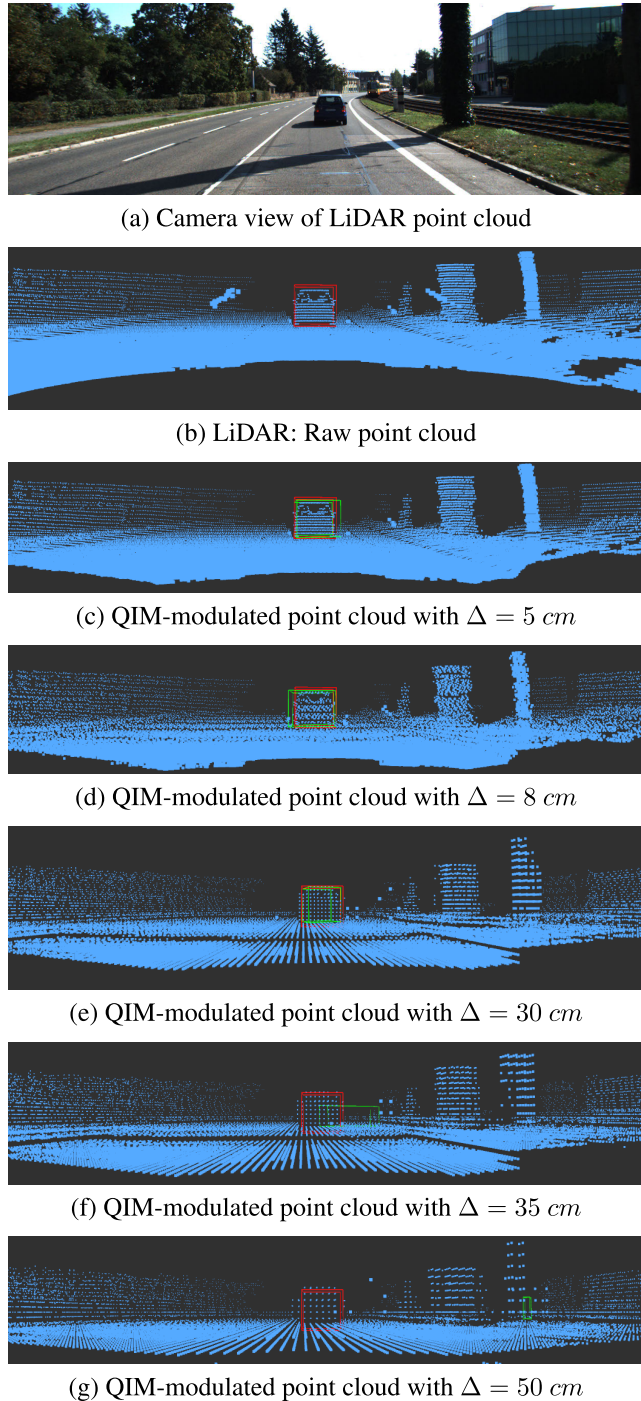 (a) Camera view of LiDAR point cloud
(b) LiDAR: Raw point cloud
(c) QIM-modulated point cloud with Δ = 5 cm
(d) QIM-modulated point cloud with Δ = 8 cm
(e) QIM-modulated point cloud with Δ = 30 cm
(f) QIM-modulated point cloud with Δ = 35 cm
(g) QIM-modulated point cloud with Δ = 50 cm